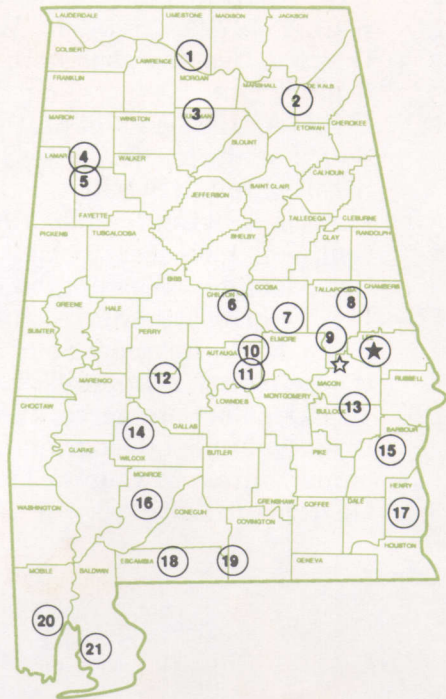 LAUDERDALE
LIMESTONE
MADISON
JACKSON
COLBERT
LAWRENCE
1
FRANKLIN
MORGAN
MARSHALL
2
DE KALB
MARION
WINSTON
3
ETOWAH
CHEROKEE
BLOUNT
LAMAR
4
WALKER
5
CALHOUN
SAINT CLAIR
JEFFERSON
FAYETTE
TALLEDEGA
CLEBURNE
PICKENS
TUSCALOOSA
SHELBY
CLAY
RANDOLPH
BIBB
COOSA
TALLAPOOSA
CHAMBERS
GREENE
HALE
CHILTON
6
8
SUMTER
PERRY
7
ELMORE
9
AUTAUGA
10
MARENGO
12
11
MACON
RUSSELL
LOWNDES
MONTGOMERY
CHOCTAW
BULLOCK
13
DALLAS
14
BARBOUR
CLARKE
WILCOX
BUTLER
PIKE
15
MONROE
HENRY
16
CRENSHAW
COFFEE
DALE
WASHINGTON
CONECUH
COVINGTON
17
HOUSTON
MOBILE
BALDWIN
ESCAMBIA
18
19
GENEVA
20
21